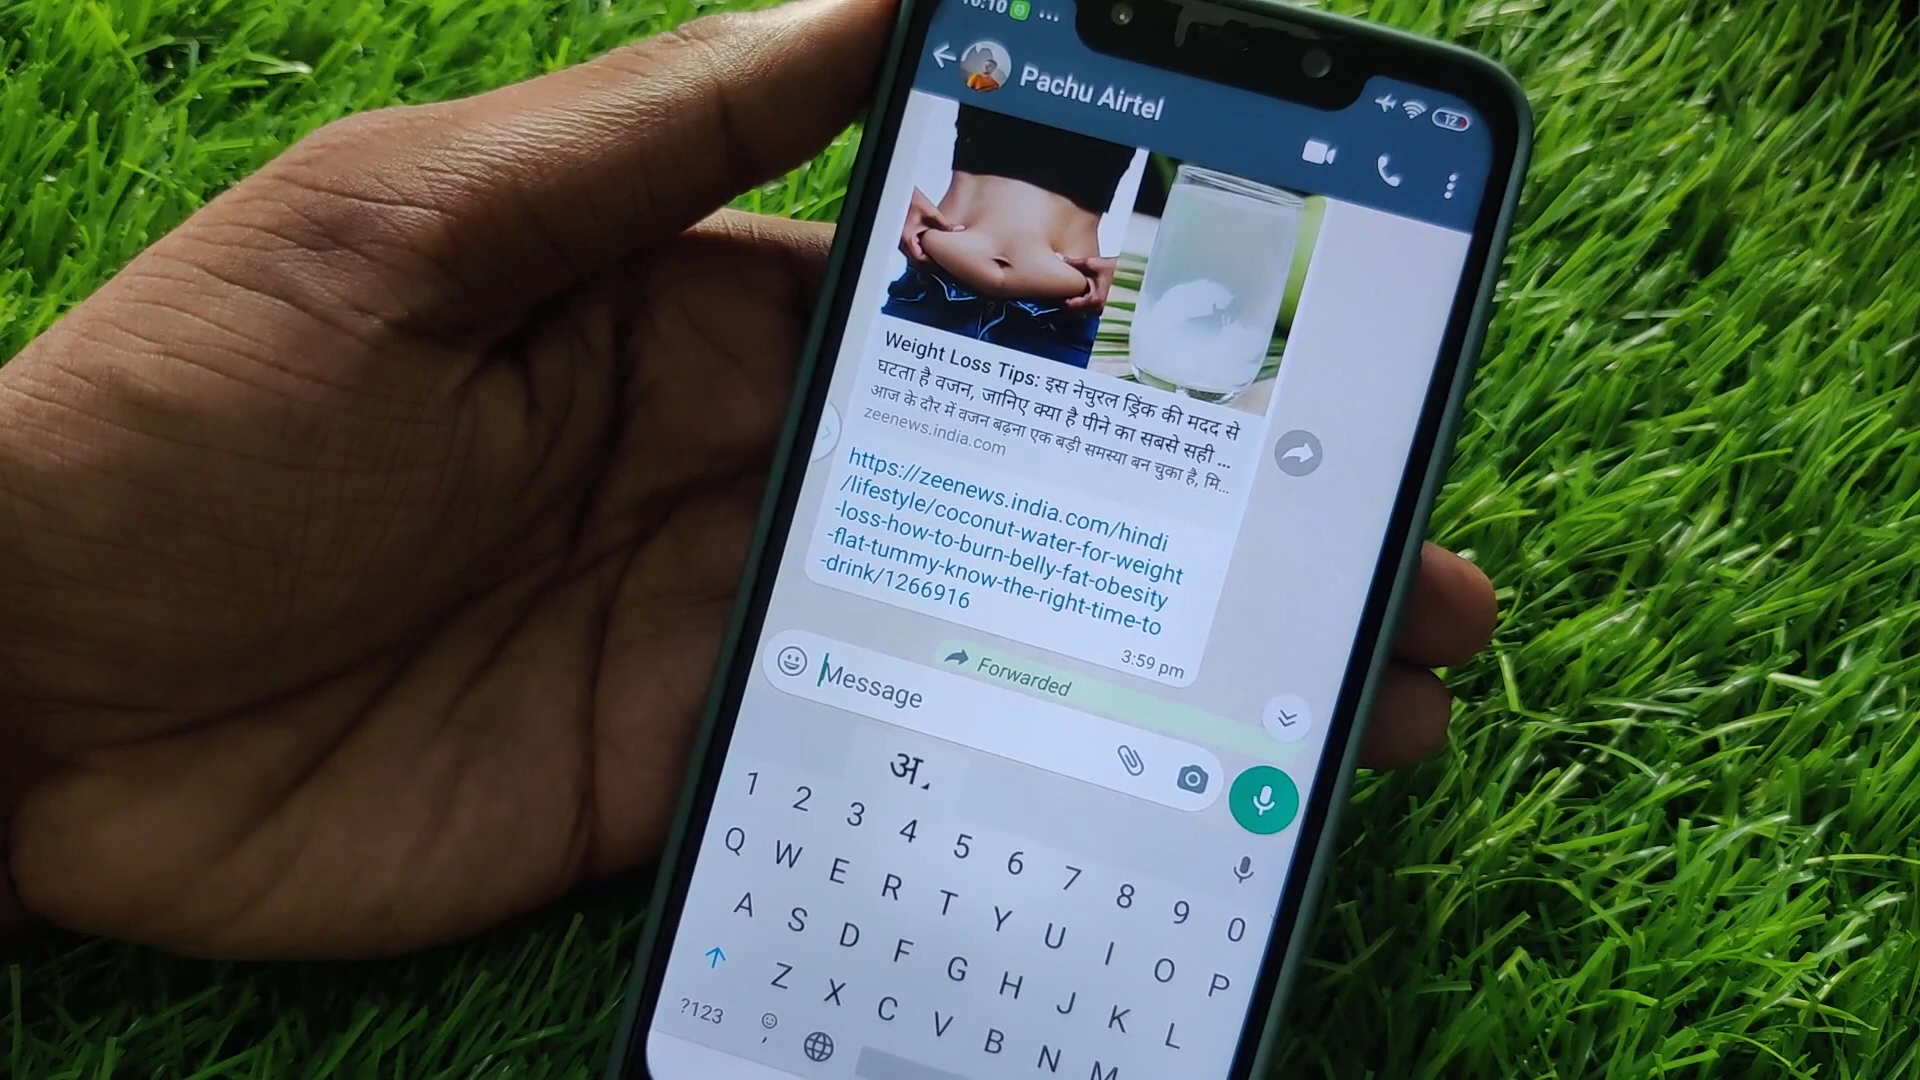 10:10
12
Pachu Airtel
Weight Loss Tips: इस नेचुरल ड्रिंक की मदद से
घटता है वजन, जानिए क्या है पीने का सबसे सही ...
आज के दौर में वजन बढ़ना एक बड़ी समस्या बन चुका है, मि...
zeenews.india.com
https://zeenews.india.com/hindi
/lifestyle/coconut-water-for-weight
-loss-how-to-burn-belly-fat-obesity
-flat-tummy-know-the-right-time-to
-drink/1266916
3:59 pm
Forwarded
Message
अ
1 2 3 4 5 6 7 8 9 0
Q W E R T Y U I O P
A S D F G H J K L
Z X C V B N M
?123 ,